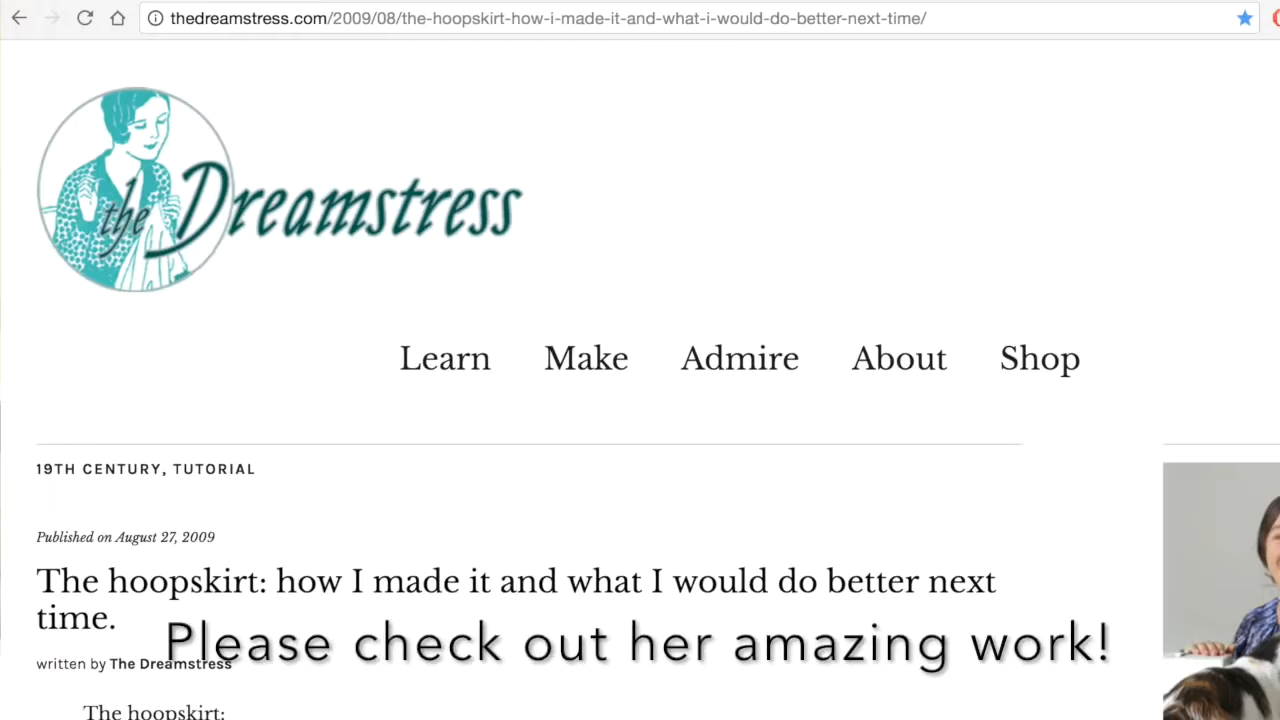 thedreamstress.com/2009/08/the-hoopskirt-how-i-made-it-and-what-i-would-do-better-next-time/
the Dreamstress
Learn Make Admire About Shop
19TH CENTURY, TUTORIAL
Published on August 27, 2009
The hoopskirt: how I made it and what I would do better next
time.
Please check out her amazing work!
written by The Dreamstress
The hoopskirt: